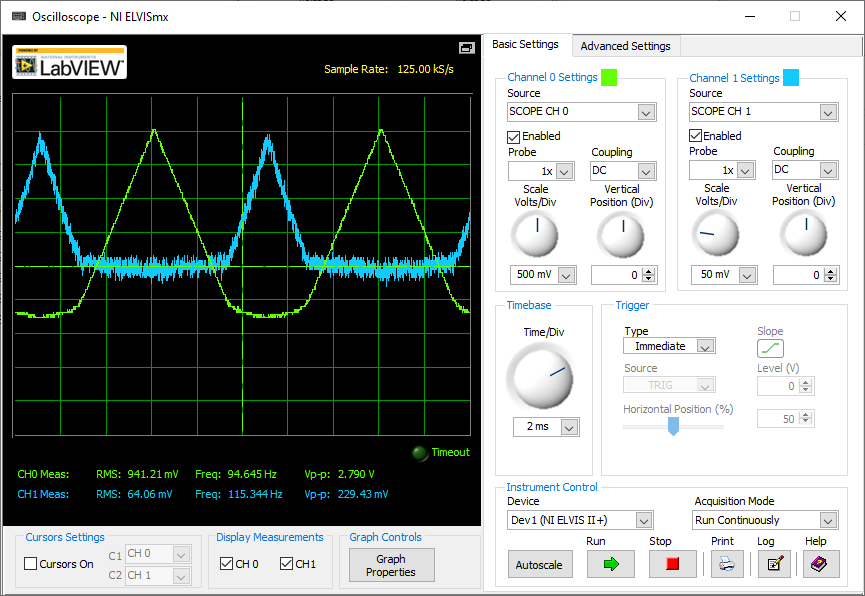 Oscilloscope - NI ELVISmx
LabVIEW™
Sample Rate: 125.00 kS/s
Timeout
CH0 Meas: RMS: 941.21 mV Freq: 94.645 Hz Vp-p: 2.790 V
CH1 Meas: RMS: 64.06 mV Freq: 115.344 Hz Vp-p: 229.43 mV
Cursors Settings
Cursors On
C1 CH 0
C2 CH 1
Display Measurements
CH 0 CH1
Graph Controls
Graph
Properties
Basic Settings Advanced Settings
Channel 0 Settings
Source
SCOPE CH 0
Enabled
Probe Coupling
1x DC
Scale Vertical
Volts/Div Position (Div)
500 mV 0
Channel 1 Settings
Source
SCOPE CH 1
Enabled
Probe Coupling
1x DC
Scale Vertical
Volts/Div Position (Div)
50 mV 0
Timebase
Time/Div
2 ms
Trigger
Type Slope
Immediate
Source Level (V)
TRIG 0
Horizontal Position (%)
50
Instrument Control
Device Acquisition Mode
Dev1 (NI ELVIS II+) Run Continuously
Run Stop Print Log Help
Autoscale